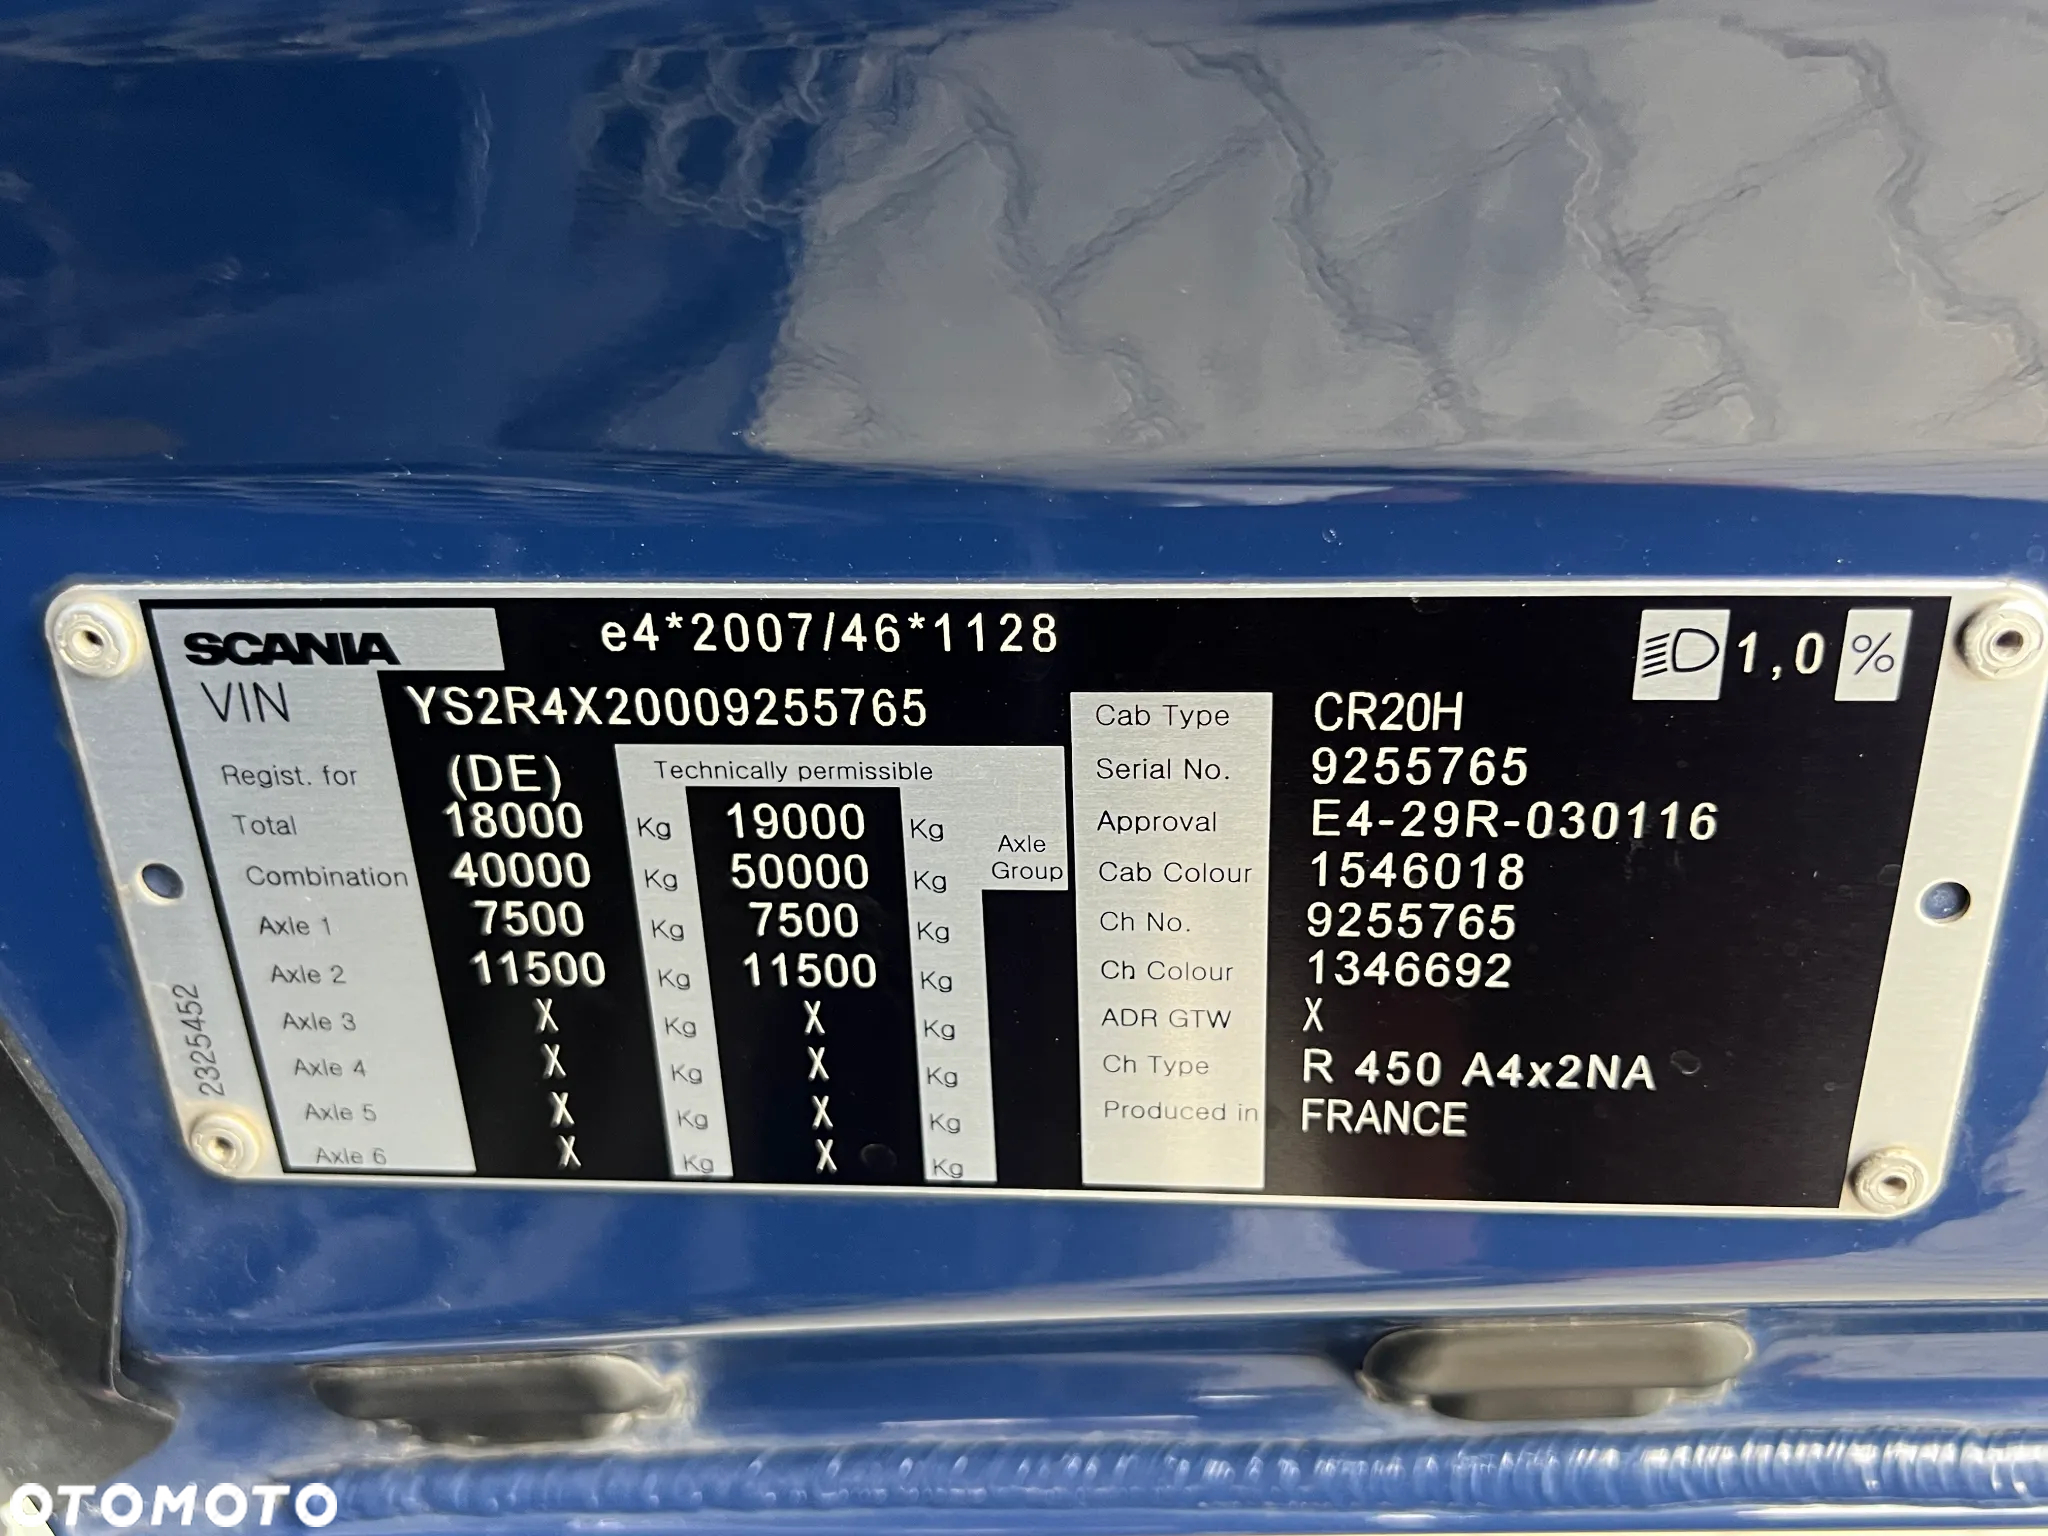 SCANIA e4*2007/46*1128 1,0 %
VIN YS2R4X20009255765
Regist. for (DE) Technically permissible
Total 18000 Kg 19000 Kg
Combination 40000 Kg 50000 Kg
Axle Group
Axle 1 7500 Kg 7500 Kg
Axle 2 11500 Kg 11500 Kg
Axle 3 X Kg X Kg
Axle 4 X Kg X Kg
Axle 5 X Kg X Kg
Axle 6 X Kg X Kg
Cab Type CR20H
Serial No. 9255765
Approval E4-29R-030116
Cab Colour 1546018
Ch No. 9255765
Ch Colour 1346692
ADR GTW X
Ch Type R 450 A4x2NA
Produced in FRANCE
2325452
OTOMOTO